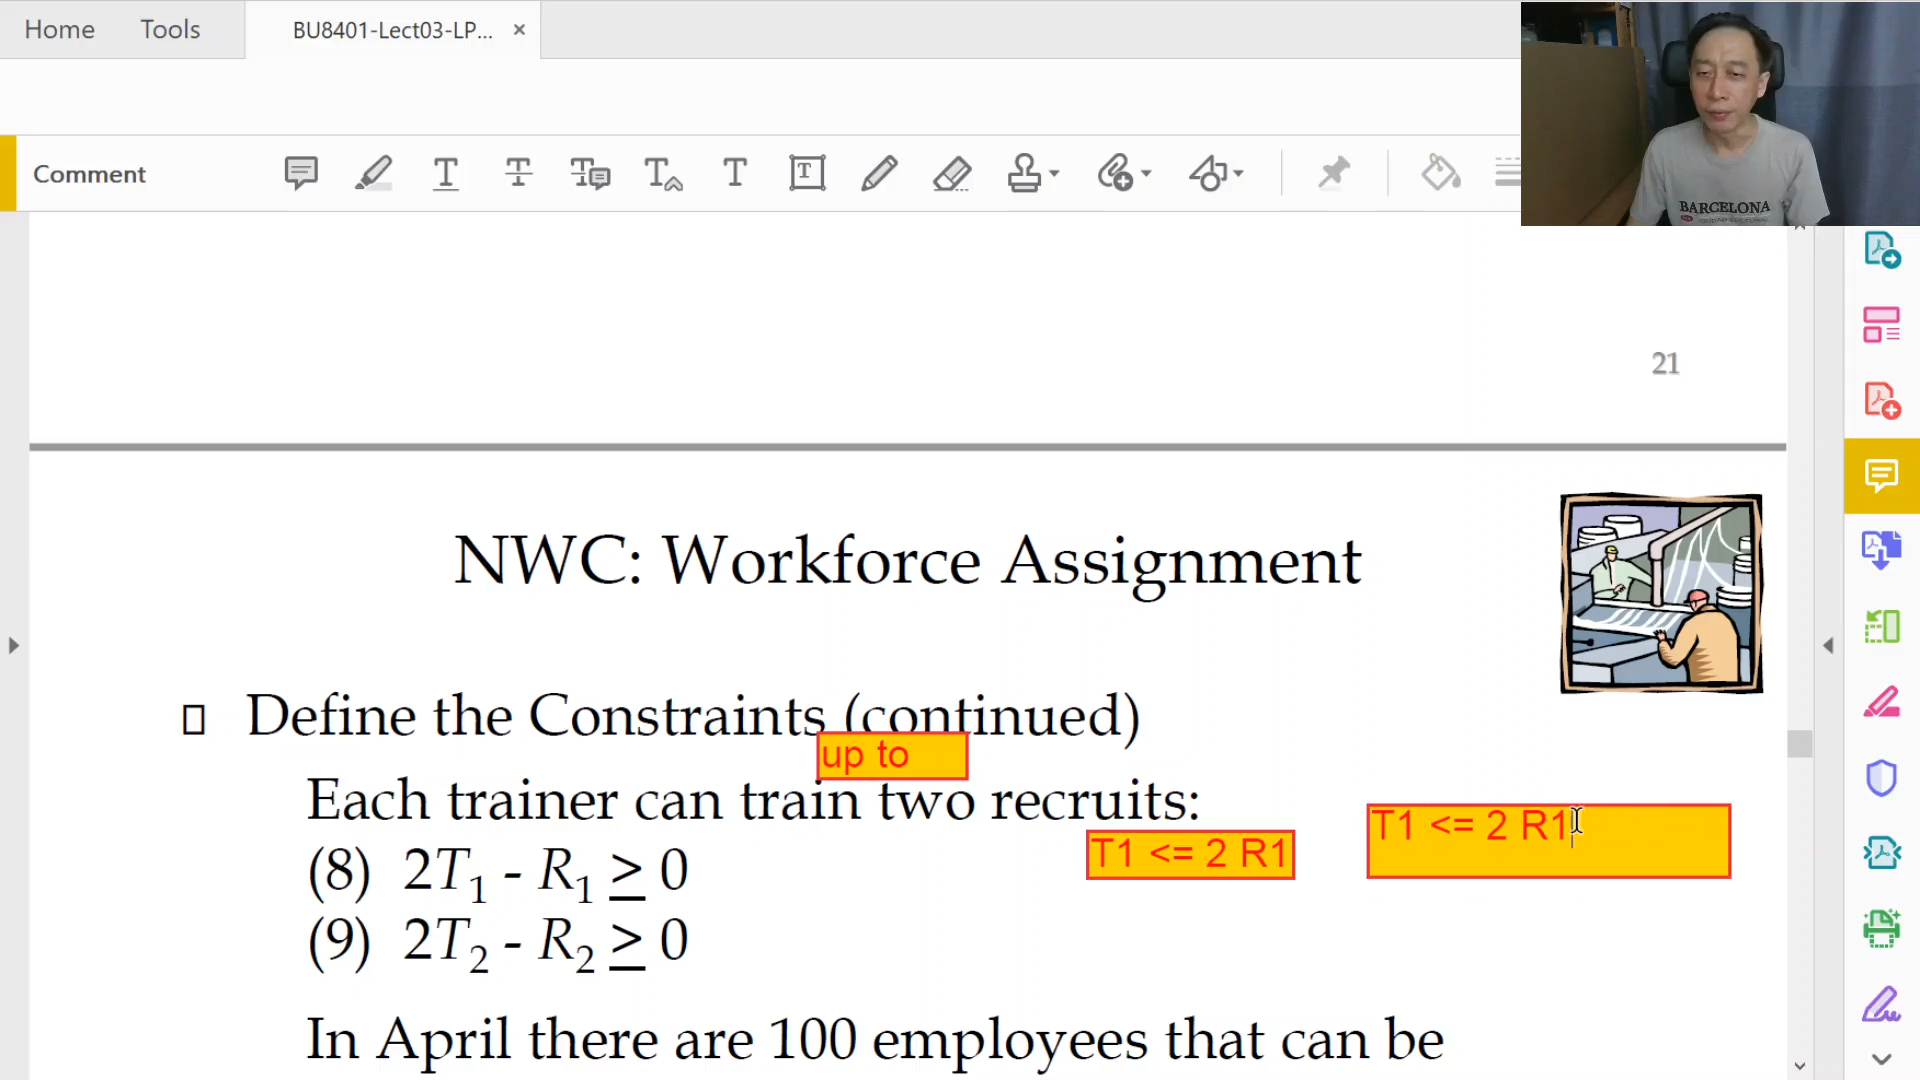 Home Tools BU8401-Lect03-LP...
Comment
BARCELONA
21
NWC: Workforce Assignment
Define the Constraints (continued)
up to
Each trainer can train two recruits:
T1 <= 2 R1
T1 <= 2 R1
(8) 2T1 - R1 ≥ 0
(9) 2T2 - R2 ≥ 0
In April there are 100 employees that can be